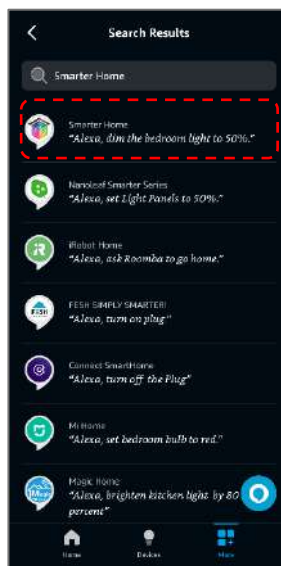 Search Results
Smarter Home
Smarter Home
"Alexa, dim the bedroom light to 50%."
Nanoleaf Smarter Series
"Alexa, set Light Panels to 50%."
iRobot Home
"Alexa, ask Roomba to go home."
FESH SIMPLY SMARTER!
"Alexa, turn on plug"
Connect SmartHome
"Alexa, turn off the Plug"
Mi Home
"Alexa, set bedroom bulb to red."
Magic Home
"Alexa, brighten kitchen light by 80
percent"
Home
Devices
More